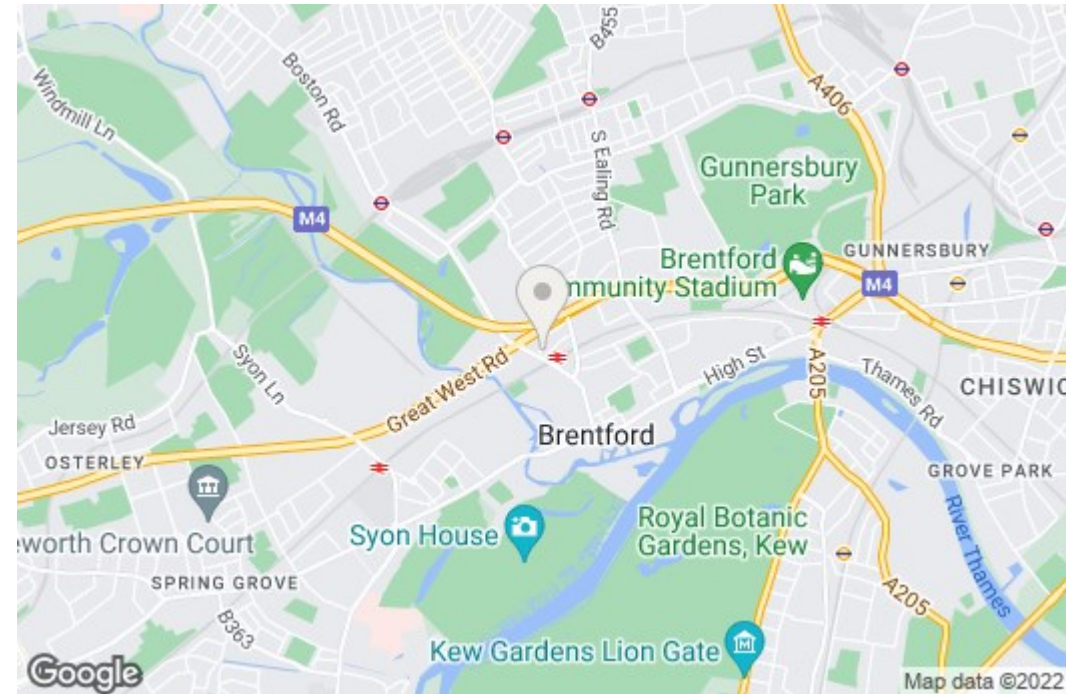 B455
Boston Rd
Windmill Ln
A406
S Ealing Rd
Gunnersbury
Park
M4
GUNNERSBURY
Brentford
mmunity Stadium
M4
High St
A205
Thames Rd
CHISWIC
Syon Ln
Great West Rd
Jersey Rd
OSTERLEY
Brentford
GROVE PARK
Syon House
Royal Botanic
Gardens, Kew
River Thames
eworth Crown Court
SPRING GROVE
A205
B363
Kew Gardens Lion Gate
Google
Map data ©2022